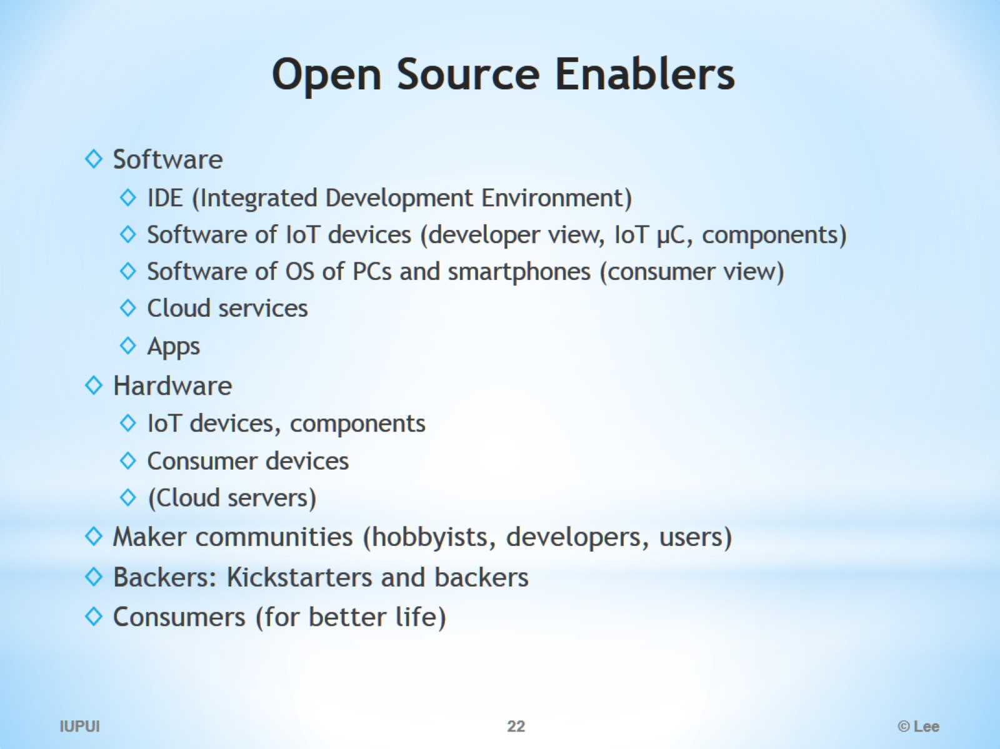 Open Source Enablers
◇ Software
◇ IDE (Integrated Development Environment)
◇ Software of IoT devices (developer view, IoT µC, components)
◇ Software of OS of PCs and smartphones (consumer view)
◇ Cloud services
◇ Apps
◇ Hardware
◇ IoT devices, components
◇ Consumer devices
◇ (Cloud servers)
◇ Maker communities (hobbyists, developers, users)
◇ Backers: Kickstarters and backers
◇ Consumers (for better life)
IUPUI 22 © Lee